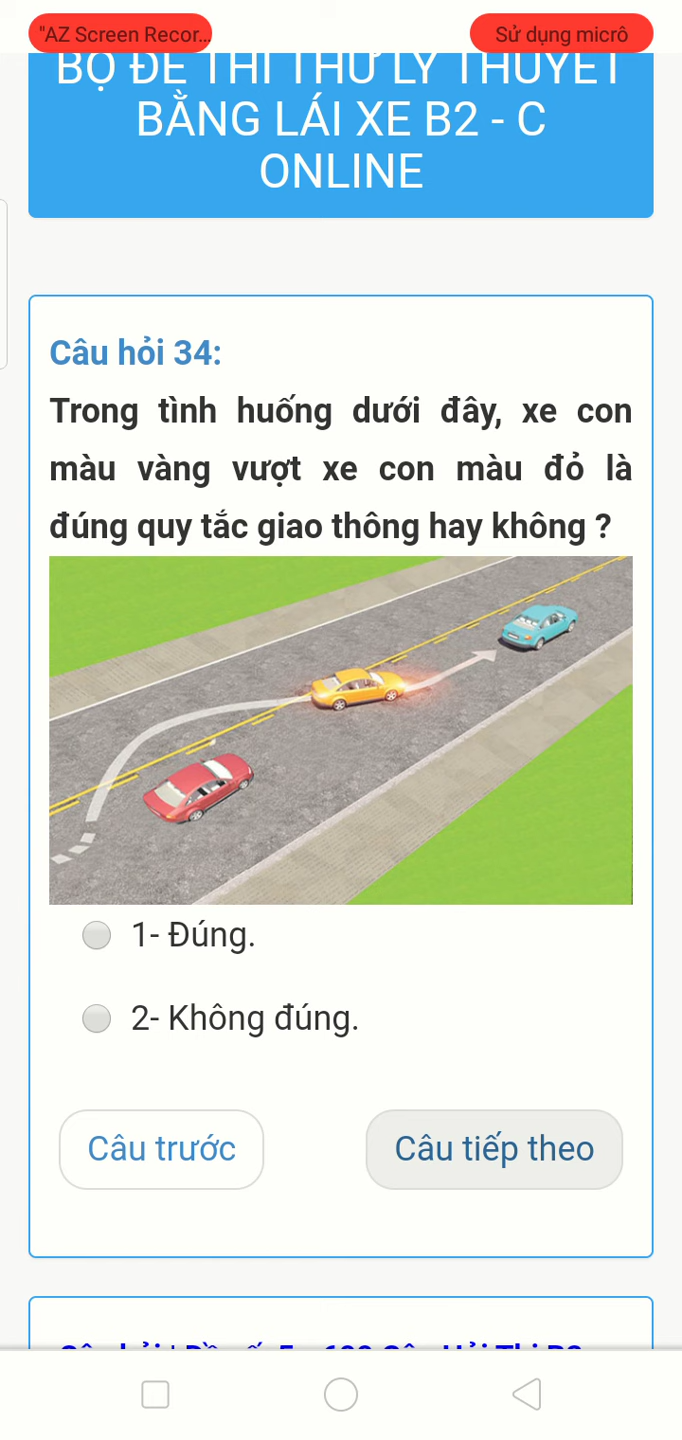 "AZ Screen Recor...
Sử dụng micrô
BỘ ĐỀ THI THỬ LÝ THUYẾT
BẰNG LÁI XE B2 - C
ONLINE
Câu hỏi 34:
Trong tình huống dưới đây, xe con
màu vàng vượt xe con màu đỏ là
đúng quy tắc giao thông hay không ?
1- Đúng.
2- Không đúng.
Câu trước
Câu tiếp theo